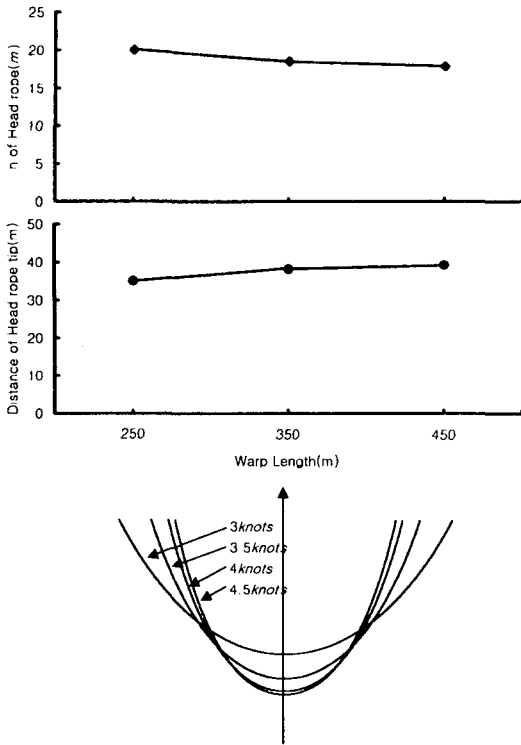 n of Head rope(m)
25
20
15
10
5
0
Distance of Head rope tip(m)
50
40
30
20
10
0
250
350
450
Warp Length(m)
3knots
3 5knots
4knots
4.5knots